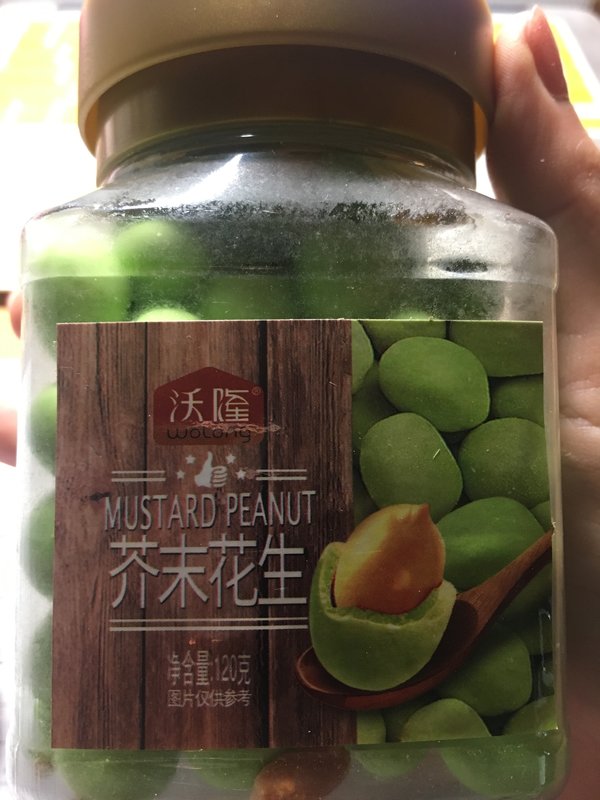 沃隆®
wolong
MUSTARD PEANUT
芥末花生
净含量:120克
图片仅供参考